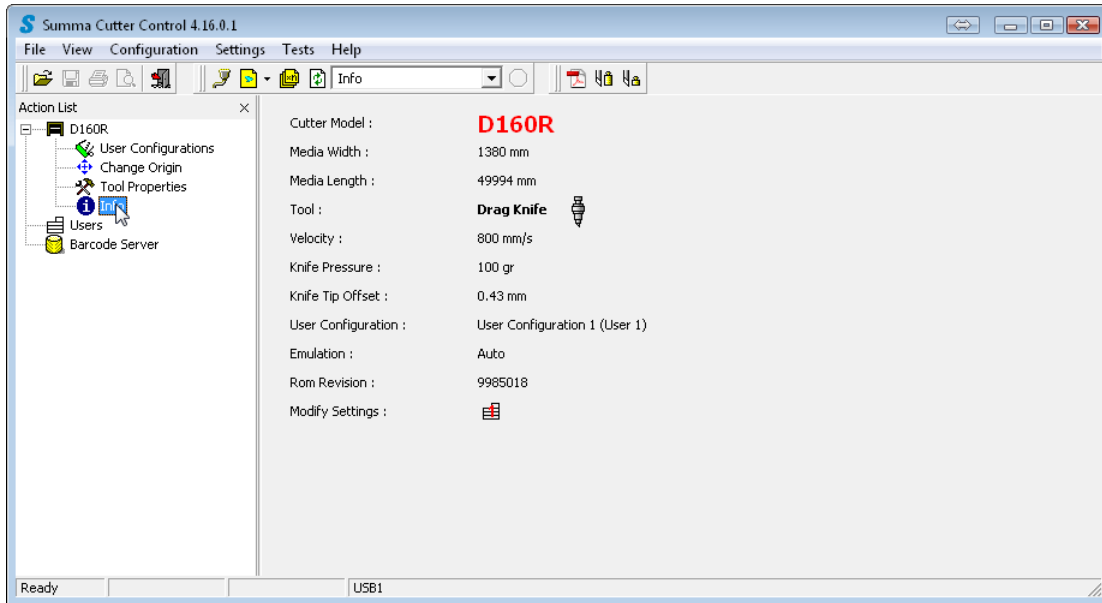 Summa Cutter Control 4.16.0.1
File View Configuration Settings Tests Help
Info
Action List
D160R
User Configurations
Change Origin
Tool Properties
Info
Users
Barcode Server
Cutter Model : D160R
Media Width : 1380 mm
Media Length : 49994 mm
Tool : Drag Knife
Velocity : 800 mm/s
Knife Pressure : 100 gr
Knife Tip Offset : 0.43 mm
User Configuration : User Configuration 1 (User 1)
Emulation : Auto
Rom Revision : 9985018
Modify Settings :
Ready USB1